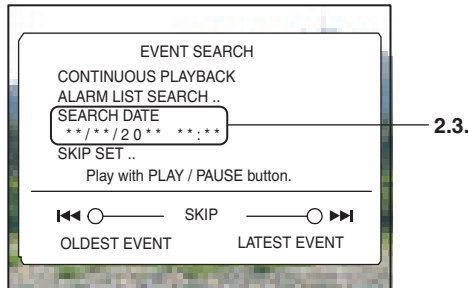 EVENT SEARCH
CONTINUOUS PLAYBACK
ALARM LIST SEARCH ..
SEARCH DATE
**/**/20** **:**
2.3.
SKIP SET ..
Play with PLAY / PAUSE button.
SKIP
OLDEST EVENT LATEST EVENT